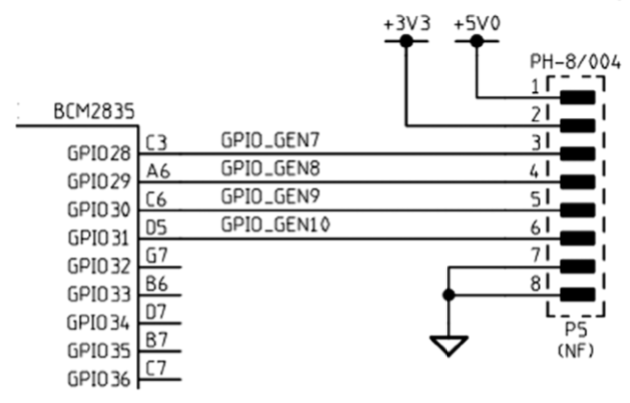 +3V3 +5V0
PH-8/004
1
BCM2835
2
GPIO28 C3 GPIO_GEN7 3
GPIO29 A6 GPIO_GEN8 4
GPIO30 C6 GPIO_GEN9 5
GPIO31 D5 GPIO_GEN10 6
GPIO32 G7 7
GPIO33 B6 8
GPIO34 D7
P5
GPIO35 B7
(NF)
GPIO36 C7